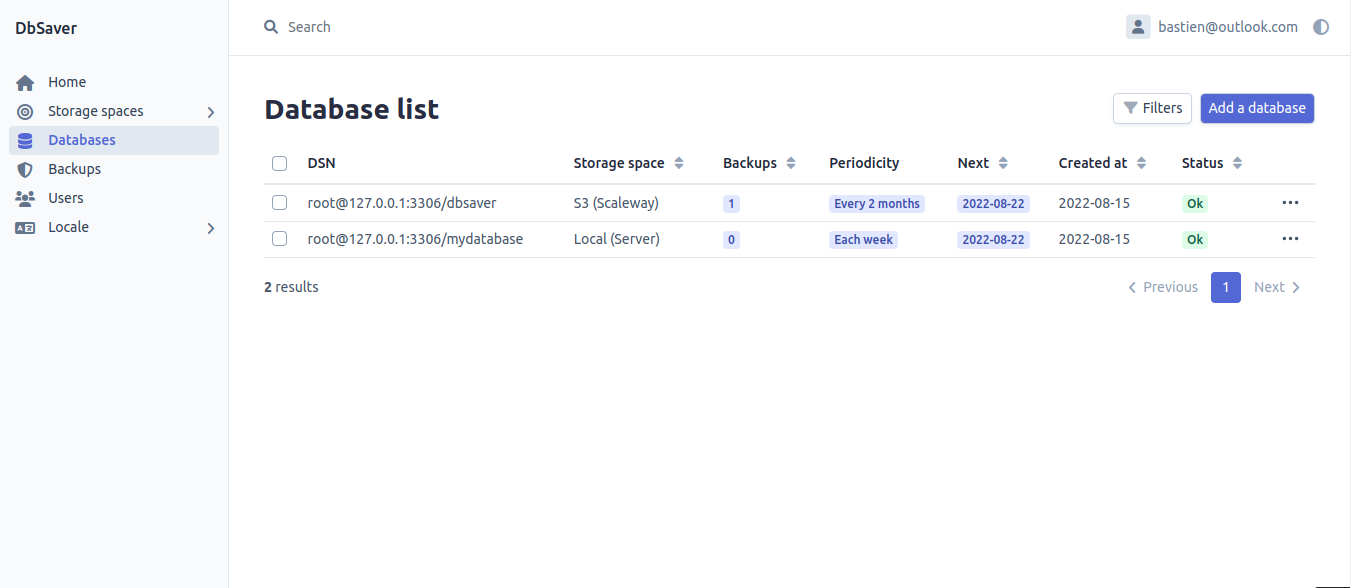 DbSaver
Search
bastien@outlook.com
Home
Storage spaces
Databases
Backups
Users
Locale
Database list
Filters
Add a database
DSN Storage space Backups Periodicity Next Created at Status
root@127.0.0.1:3306/dbsaver S3 (Scaleway) 1 Every 2 months 2022-08-22 2022-08-15 Ok
root@127.0.0.1:3306/mydatabase Local (Server) 0 Each week 2022-08-22 2022-08-15 Ok
2 results
Previous 1 Next